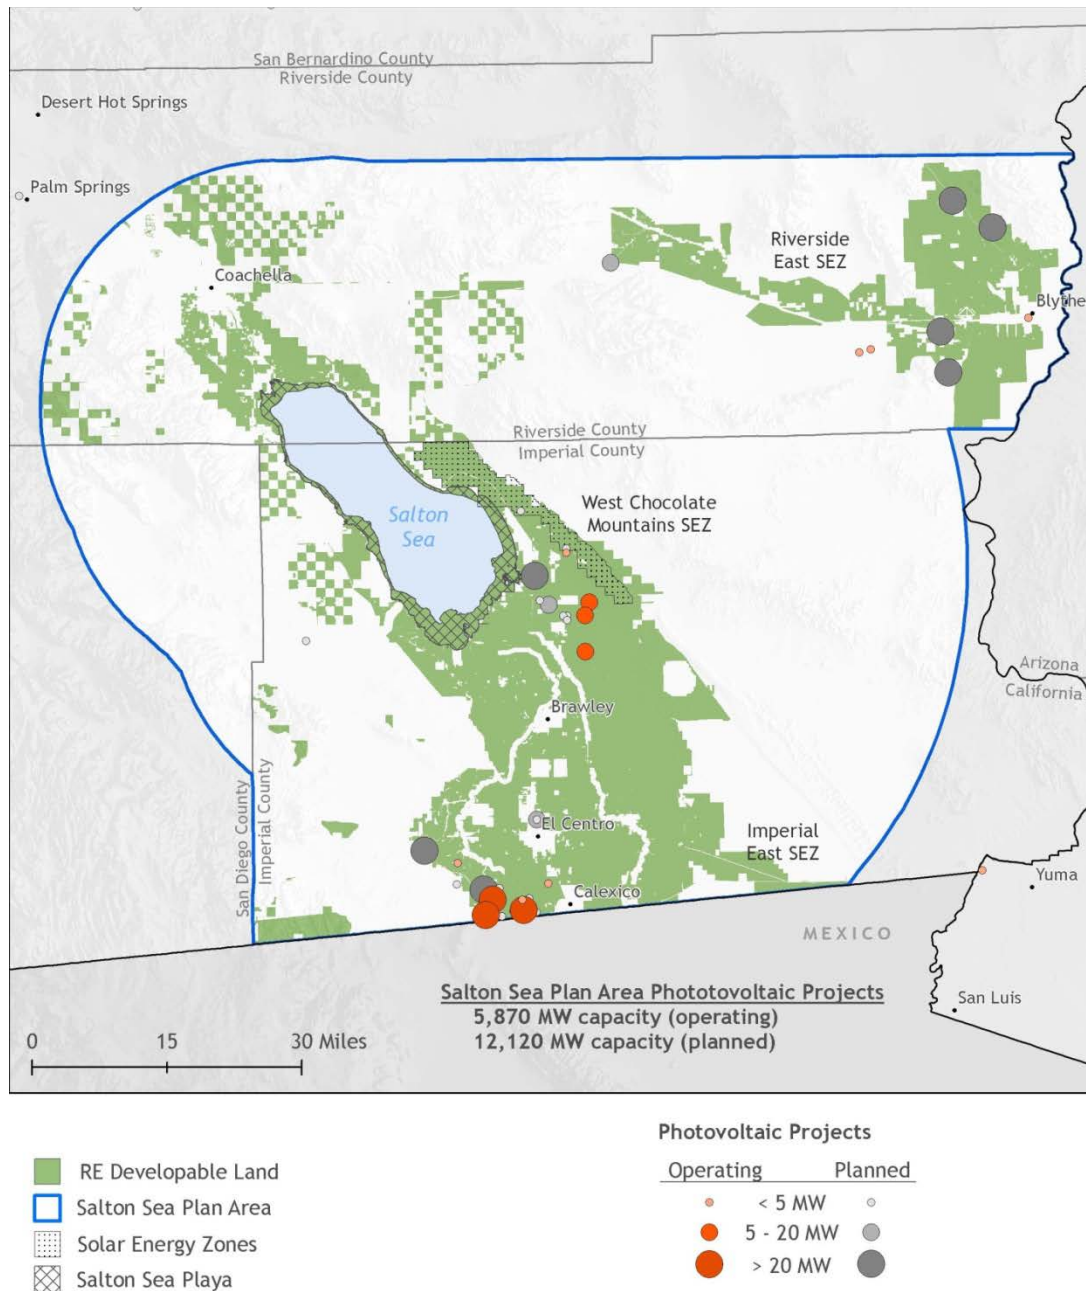 San Bernardino County
Riverside County
Desert Hot Springs
Palm Springs
Riverside
East SEZ
Coachella
Blythe
Riverside County
Imperial County
West Chocolate
Mountains SEZ
Salton
Sea
Arizona
California
Brawley
San Diego County
Imperial County
El Centro
Imperial
East SEZ
Calexico
Yuma
MEXICO
Salton Sea Plan Area Phototovoltaic Projects
5,870 MW capacity (operating)
12,120 MW capacity (planned)
San Luis
0 15 30 Miles
Photovoltaic Projects
Operating Planned
< 5 MW
5 - 20 MW
> 20 MW
RE Developable Land
Salton Sea Plan Area
Solar Energy Zones
Salton Sea Playa